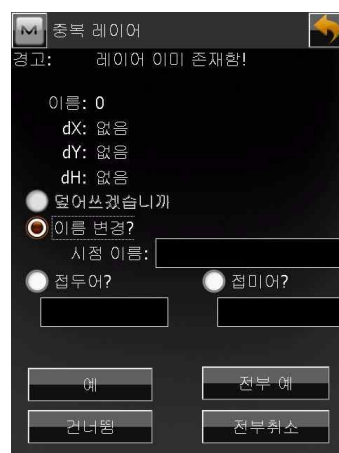 M 중복 레이어
경고: 레이어 이미 존재함!
이름: 0
dX: 없음
dY: 없음
dH: 없음
덮어쓰겠습니까
이름 변경?
시점 이름:
접두어? 접미어?
예 전부 예
건너뜀 전부취소